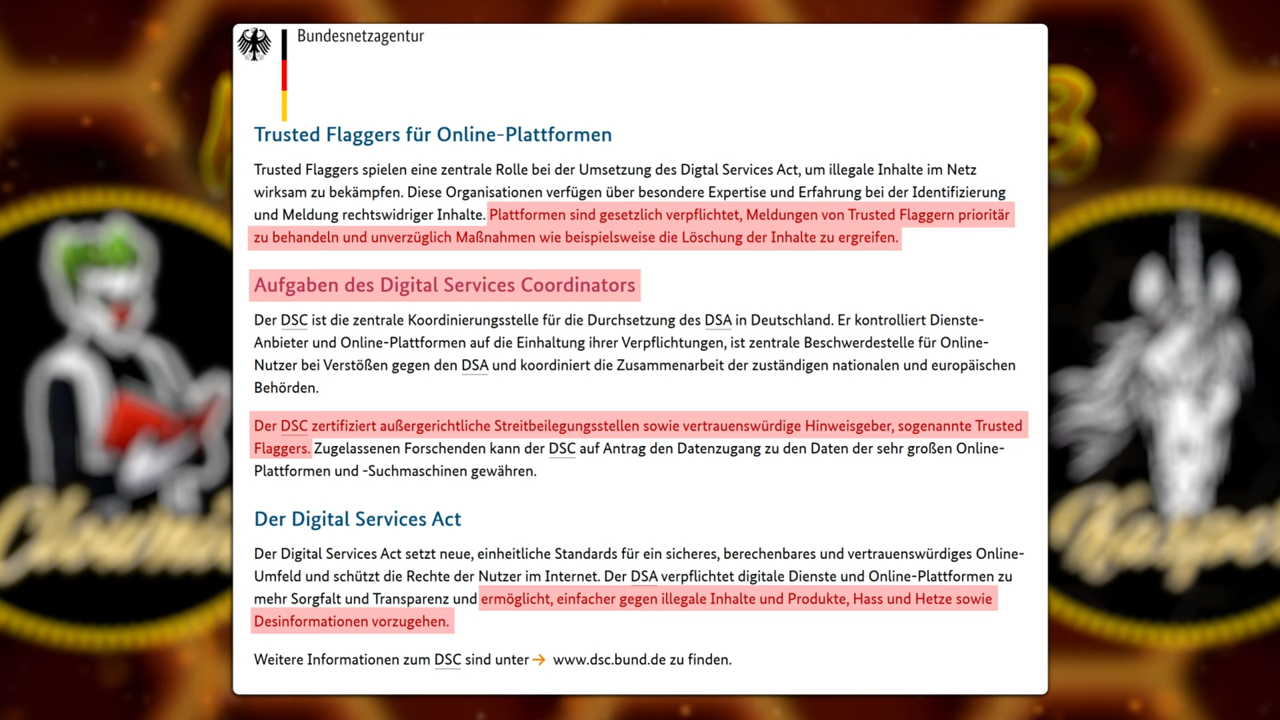 Bundesnetzagentur
Trusted Flaggers für Online-Plattformen
Trusted Flaggers spielen eine zentrale Rolle bei der Umsetzung des Digtal Services Act, um illegale Inhalte im Netz
wirksam zu bekämpfen. Diese Organisationen verfügen über besondere Expertise und Erfahrung bei der Identifizierung
und Meldung rechtswidriger Inhalte. Plattformen sind gesetzlich verpflichtet, Meldungen von Trusted Flaggern prioritär
zu behandeln und unverzüglich Maßnahmen wie beispielsweise die Löschung der Inhalte zu ergreifen.
Aufgaben des Digital Services Coordinators
Der DSC ist die zentrale Koordinierungsstelle für die Durchsetzung des DSA in Deutschland. Er kontrolliert Dienste-
Anbieter und Online-Plattformen auf die Einhaltung ihrer Verpflichtungen, ist zentrale Beschwerdestelle für Online-
Nutzer bei Verstößen gegen den DSA und koordiniert die Zusammenarbeit der zuständigen nationalen und europäischen
Behörden.
Der DSC zertifiziert außergerichtliche Streitbeilegungsstellen sowie vertrauenswürdige Hinweisgeber, sogenannte Trusted
Flaggers. Zugelassenen Forschenden kann der DSC auf Antrag den Datenzugang zu den Daten der sehr großen Online-
Plattformen und -Suchmaschinen gewähren.
Der Digital Services Act
Der Digital Services Act setzt neue, einheitliche Standards für ein sicheres, berechenbares und vertrauenswürdiges Online-
Umfeld und schützt die Rechte der Nutzer im Internet. Der DSA verpflichtet digitale Dienste und Online-Plattformen zu
mehr Sorgfalt und Transparenz und ermöglicht, einfacher gegen illegale Inhalte und Produkte, Hass und Hetze sowie
Desinformationen vorzugehen.
Weitere Informationen zum DSC sind unter → www.dsc.bund.de zu finden.